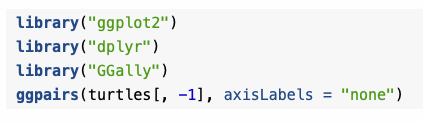 library("ggplot2")
library("dplyr")
library("GGally")
ggpairs(turtles[, -1], axisLabels = "none")